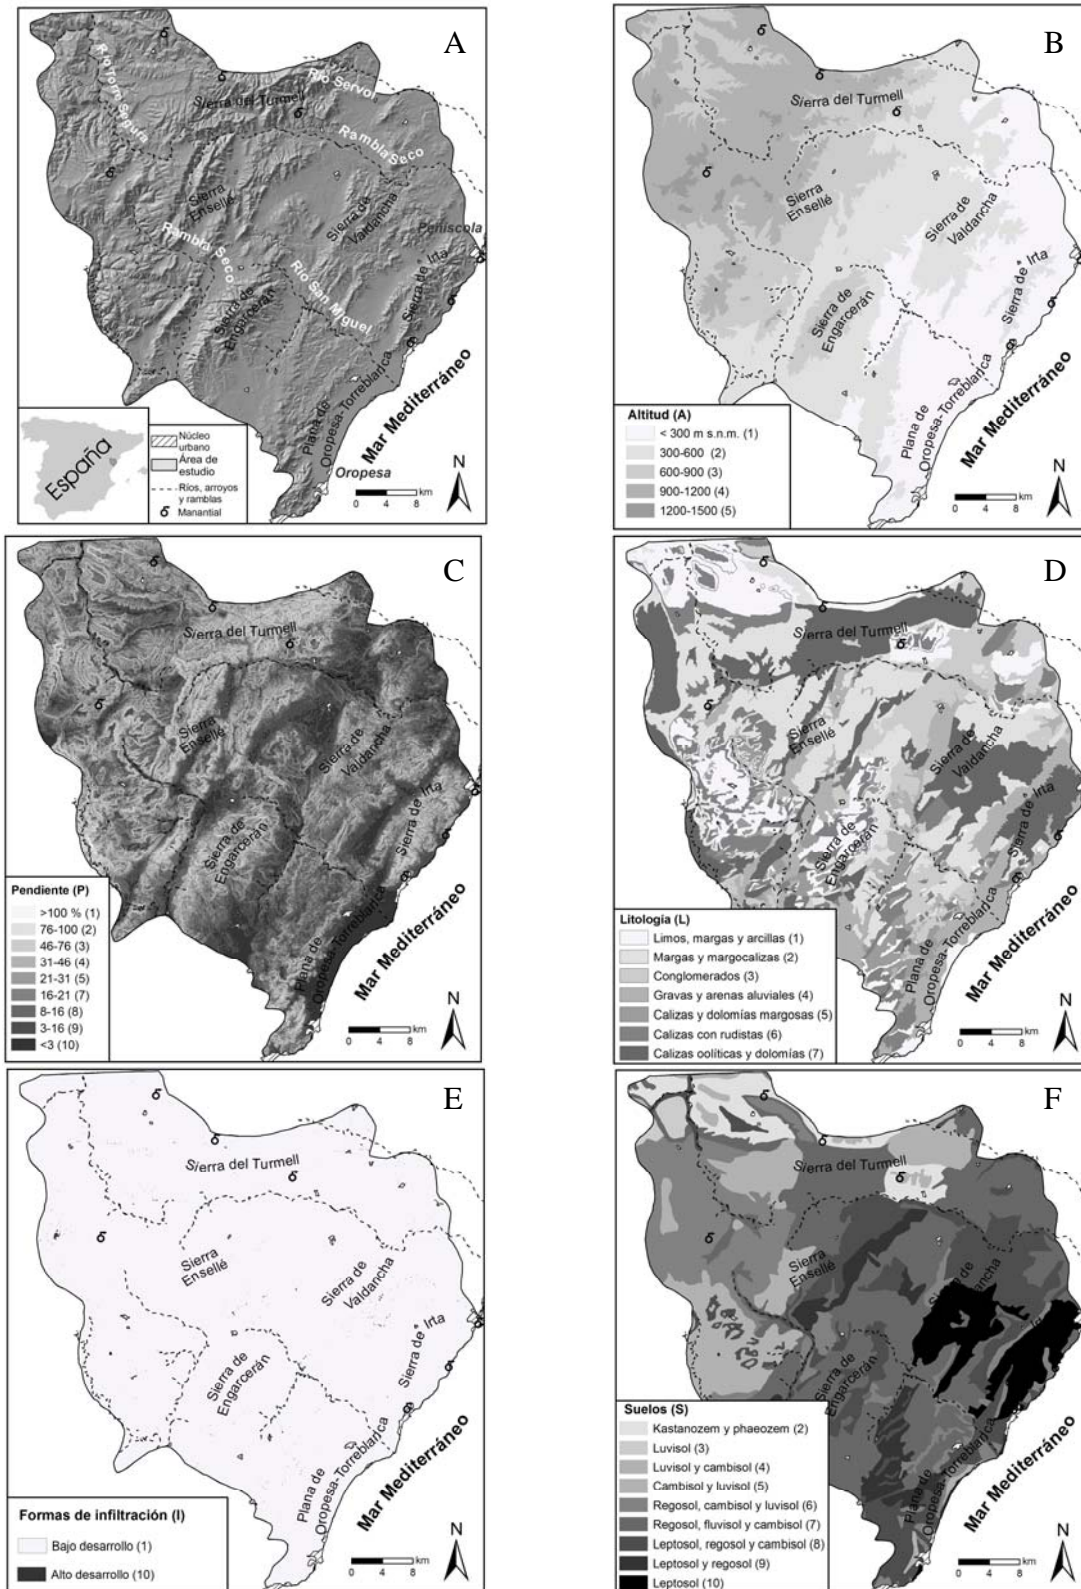 A
Río Torn Segura
Río Servol
Sierra del Turmell
Rambla Seco
Sierra
Ensellé
Sierra de
Valdancha
Peñíscola
Rambla Seco
Río San Miguel
Sierra de Irta
Sierra de
Engarcerán
Plana de
Oropesa-Torreblanca
Mar Mediterráneo
Oropesa
España
Núcleo
urbano
Área de
estudio
Ríos, arroyos
y ramblas
Manantial
N
0 4 8 km
B
Sierra del Turmell
Sierra
Ensellé
Sierra de
Valdancha
Sierra de Irta
Sierra de
Engarcerán
Plana de
Oropesa-Torreblanca
Mar Mediterráneo
Altitud (A)
< 300 m s.n.m. (1)
300-600 (2)
600-900 (3)
900-1200 (4)
1200-1500 (5)
N
0 4 8 km
C
Sierra del Turmell
Sierra
Ensellé
Sierra de
Valdancha
Sierra de Irta
Sierra de
Engarcerán
Plana de
Oropesa-Torreblanca
Mar Mediterráneo
Pendiente (P)
>100 % (1)
76-100 (2)
46-76 (3)
31-46 (4)
21-31 (5)
16-21 (7)
8-16 (8)
3-16 (9)
<3 (10)
N
0 4 8 km
D
Sierra del Turmell
Sierra
Ensellé
Sierra de
Valdancha
Sierra de Irta
Sierra de
Engarcerán
Plana de
Oropesa-Torreblanca
Mar Mediterráneo
Litología (L)
Limos, margas y arcillas (1)
Margas y margocalizas (2)
Conglomerados (3)
Gravas y arenas aluviales (4)
Calizas y dolomías margosas (5)
Calizas con rudistas (6)
Calizas oolíticas y dolomías (7)
N
0 4 8 km
E
Sierra del Turmell
Sierra
Ensellé
Sierra de
Valdancha
Sierra de Irta
Sierra de
Engarcerán
Plana de
Oropesa-Torreblanca
Mar Mediterráneo
Formas de infiltración (I)
Bajo desarrollo (1)
Alto desarrollo (10)
N
0 4 8 km
F
Sierra del Turmell
Sierra
Ensellé
Sierra de
Irta
Sierra de
Engarcerán
Plana de
Oropesa-Torreblanca
Mar Mediterráneo
Suelos (S)
Kastanozem y phaeozem (2)
Luvisol (3)
Luvisol y cambisol (4)
Cambisol y luvisol (5)
Regosol, cambisol y luvisol (6)
Regosol, fluvisol y cambisol (7)
Leptosol, regosol y cambisol (8)
Leptosol y regosol (9)
Leptosol (10)
N
0 4 8 km